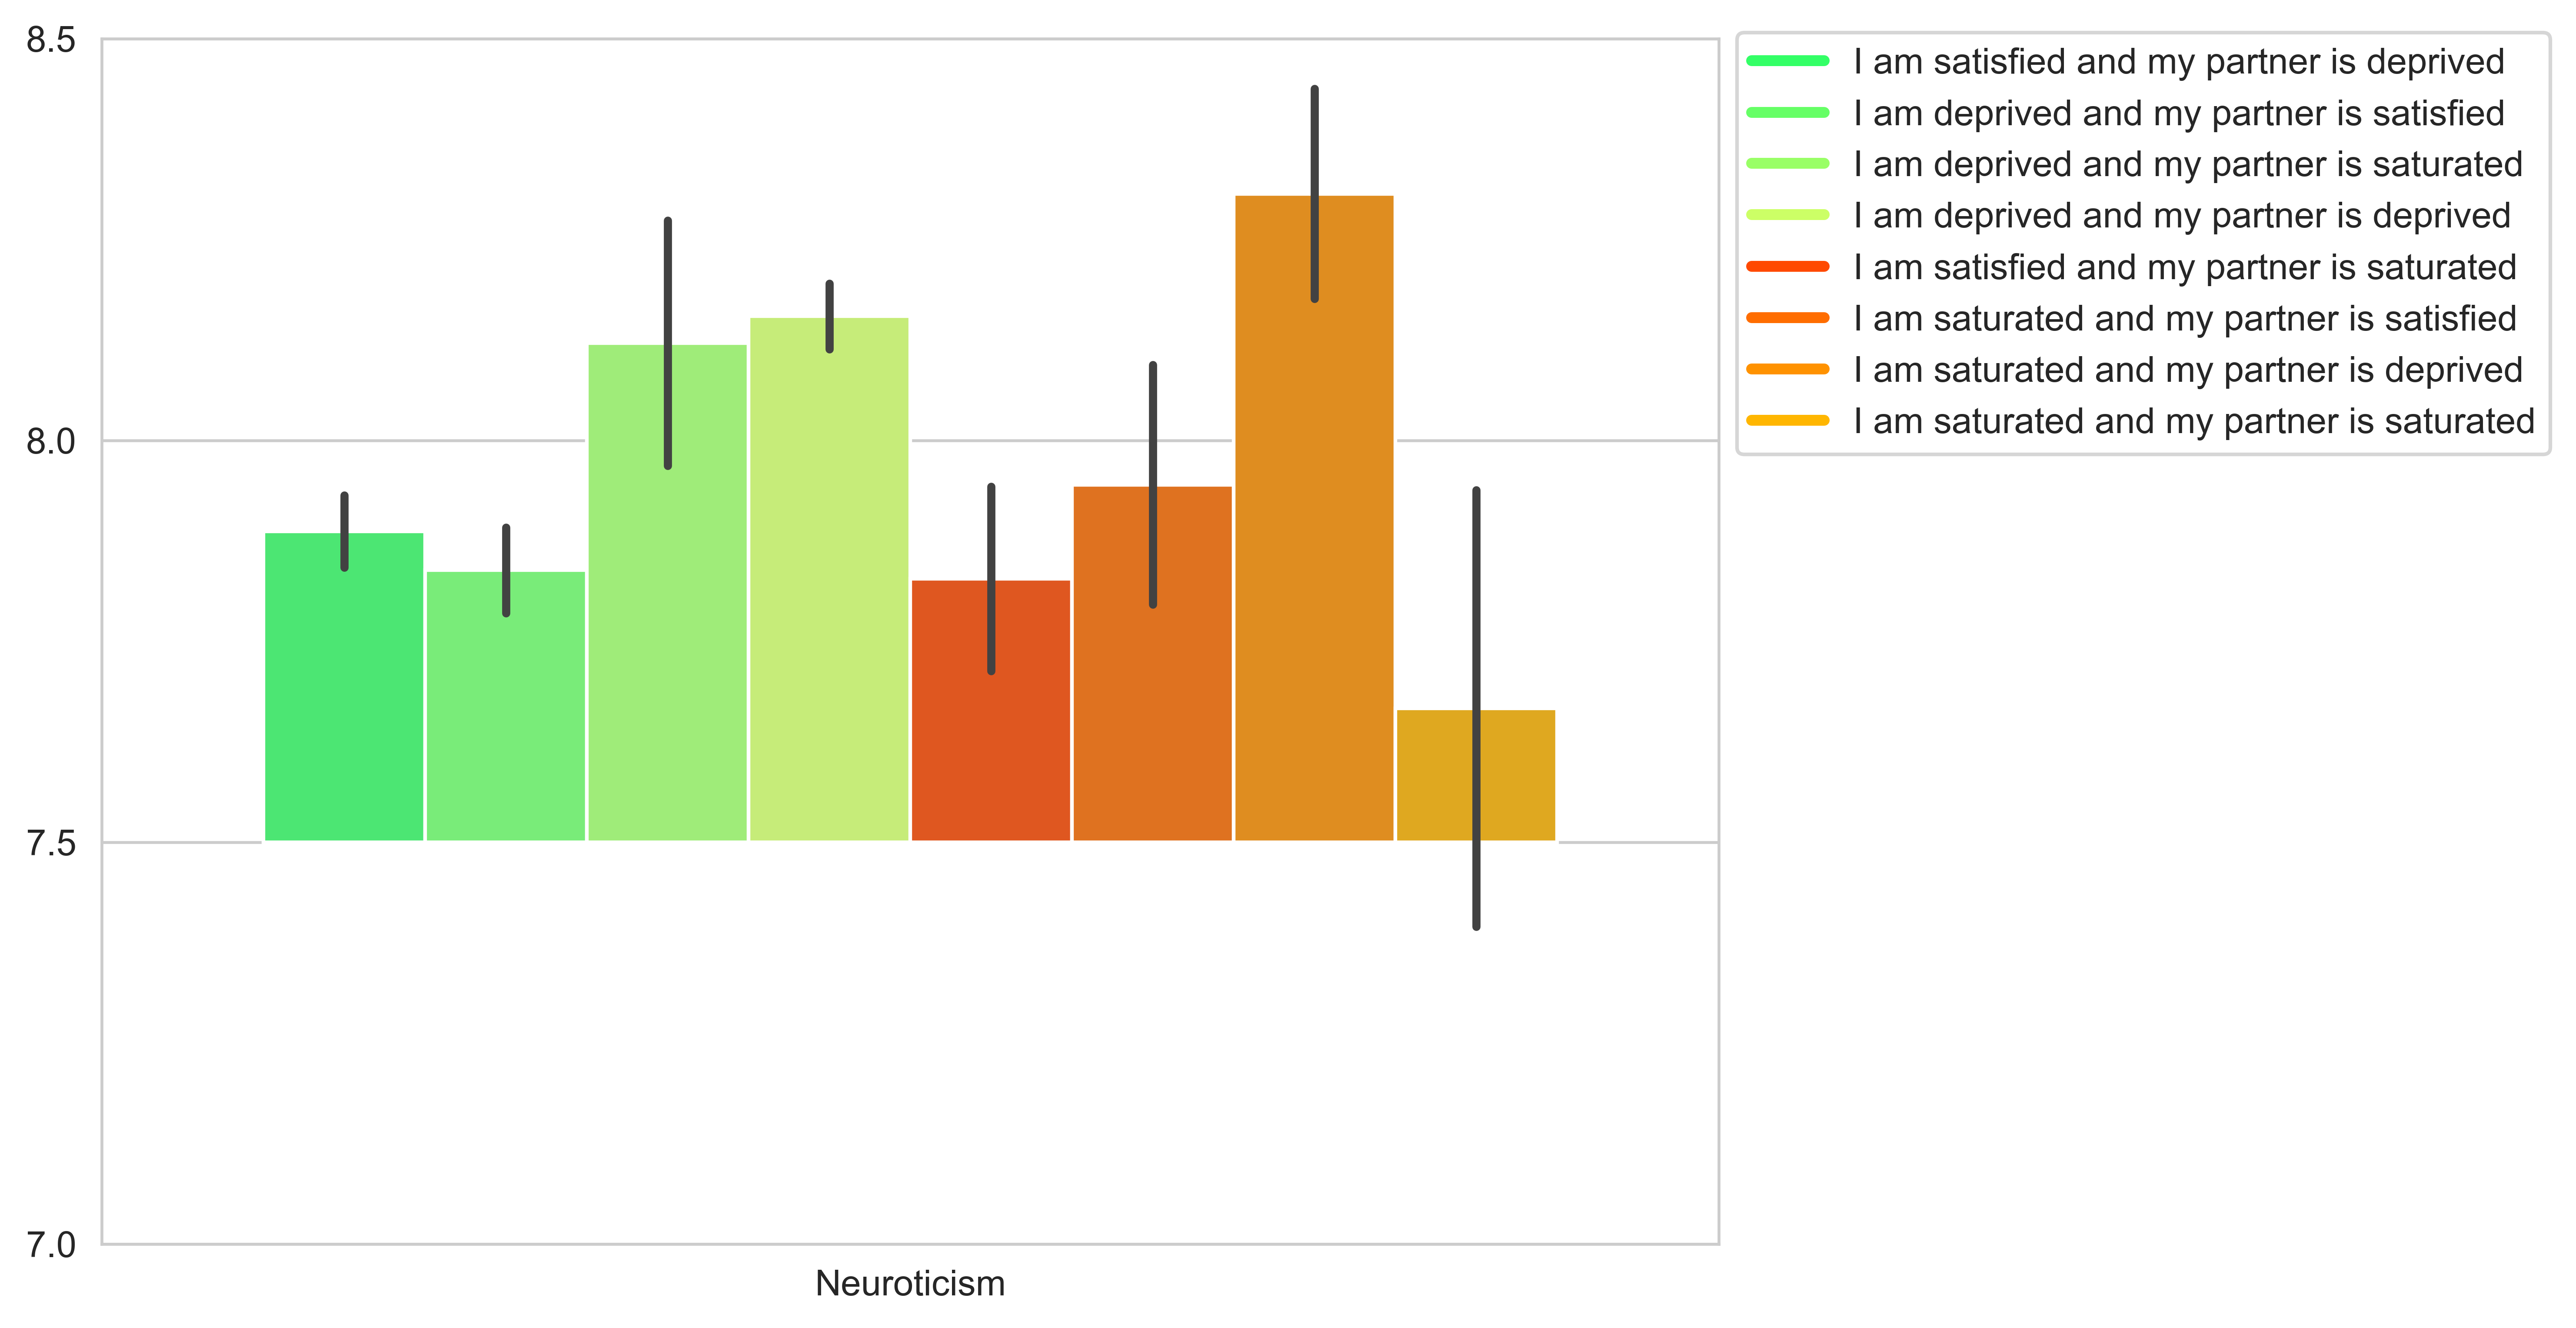 8.5
8.0
7.5
7.0
Neuroticism
I am satisfied and my partner is deprived
I am deprived and my partner is satisfied
I am deprived and my partner is saturated
I am deprived and my partner is deprived
I am satisfied and my partner is saturated
I am saturated and my partner is satisfied
I am saturated and my partner is deprived
I am saturated and my partner is saturated